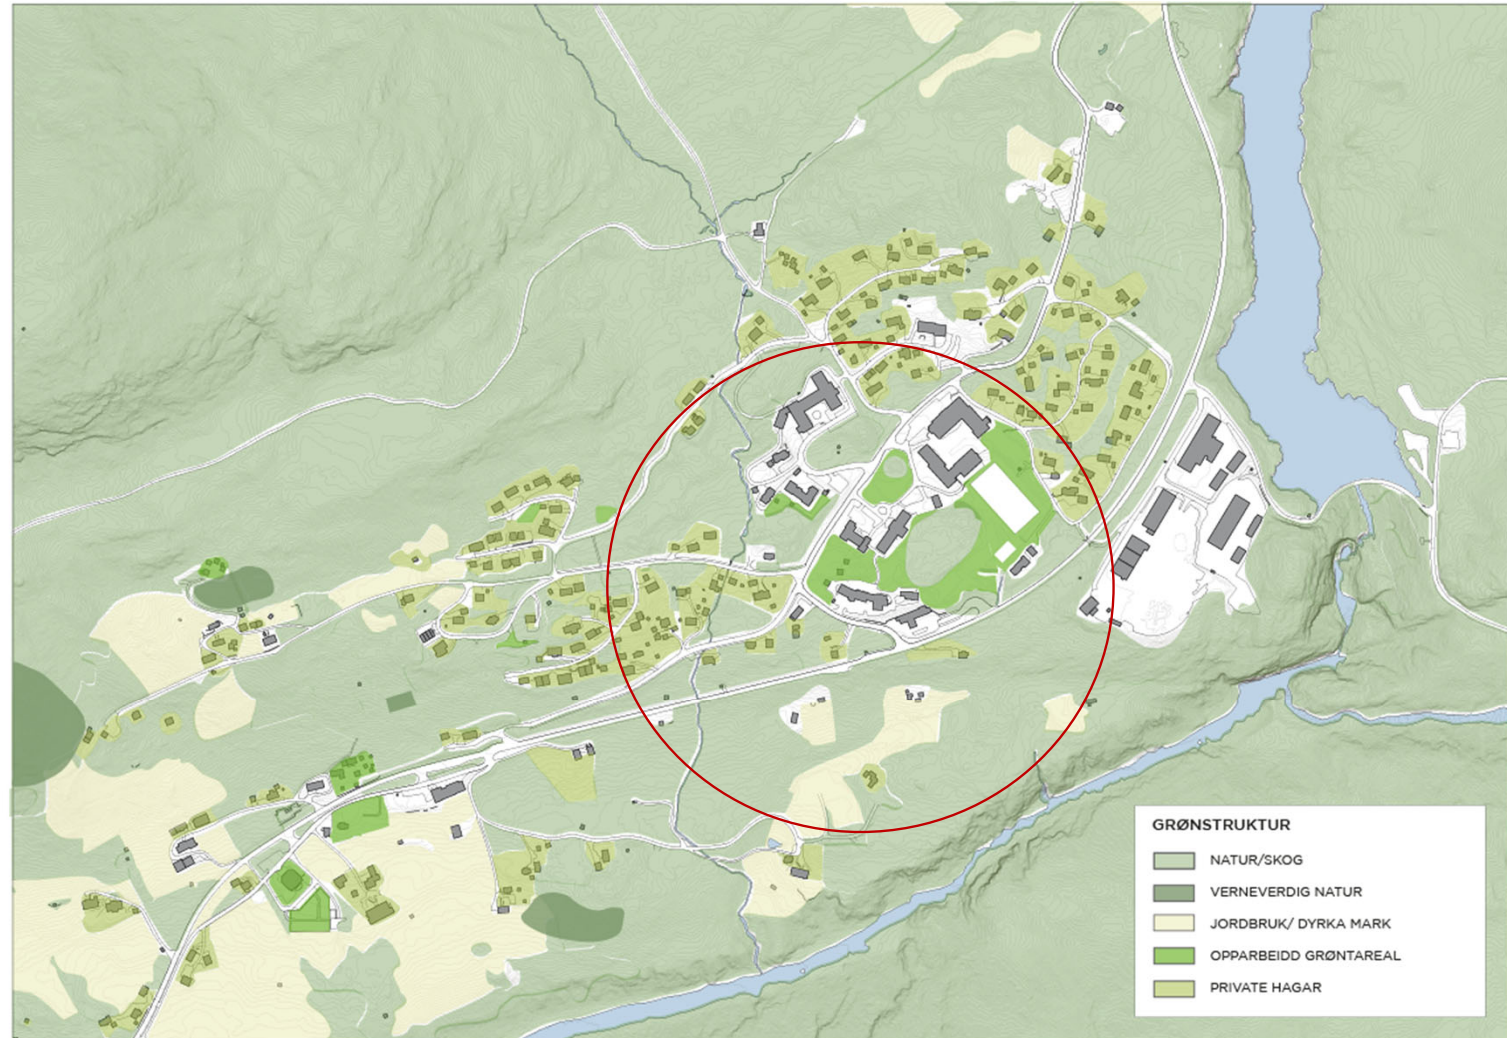 GRØNSTRUKTUR
NATUR/SKOG
VERNEVERDIG NATUR
JORDBRUK/ DYRKA MARK
OPPARBEIDD GRØNTAREAL
PRIVATE HAGAR